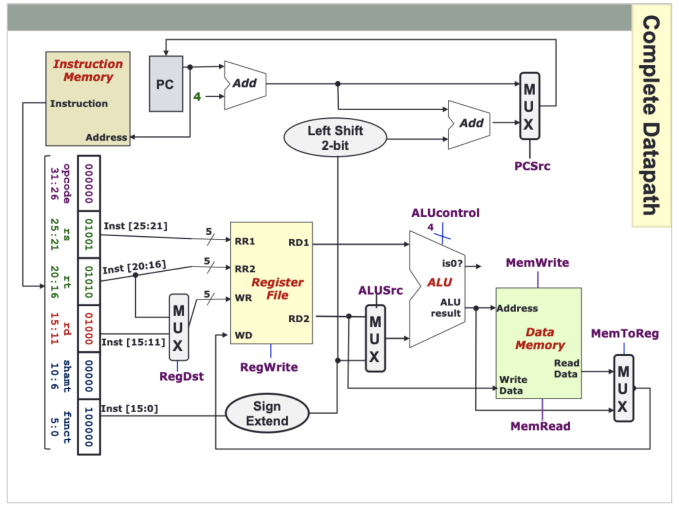 Complete Datapath
Instruction
Memory
Instruction
Address
PC
4
Add
Left Shift
2-bit
Add
M
U
X
PCSrc
opcode
31:26
000000
rs
25:21
01001
rt
20:16
01010
rd
15:11
01000
shamt
10:6
00000
funct
5:0
100000
Inst [25:21]
5
Inst [20:16]
5
5
Inst [15:11]
M
U
X
RegDst
Inst [15:0]
Sign
Extend
RR1
RD1
RR2
Register
File
WR
RD2
WD
RegWrite
ALUSrc
M
U
X
ALUcontrol
4
is0?
ALU
ALU
result
MemWrite
Address
Data
Memory
Read
Data
Write
Data
MemRead
MemToReg
M
U
X